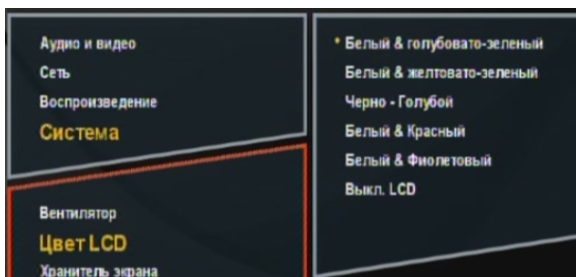 Аудио и видео
Сеть
Воспроизведение
Система
Вентилятор
Цвет LCD
Хранитель экрана
* Белый & голубовато-зеленый
Белый & желтовато-зеленый
Черно - Голубой
Белый & Красный
Белый & Фиолетовый
Выкл. LCD